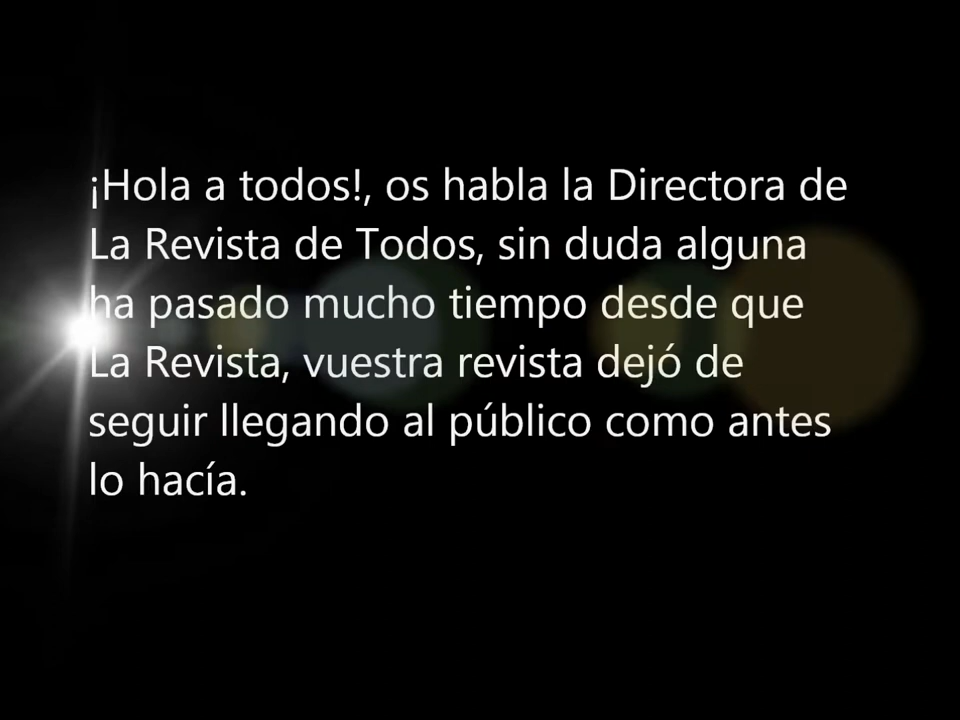 ¡Hola a todos!, os habla la Directora de
La Revista de Todos, sin duda alguna
ha pasado mucho tiempo desde que
La Revista, vuestra revista dejó de
seguir llegando al público como antes
lo hacía.